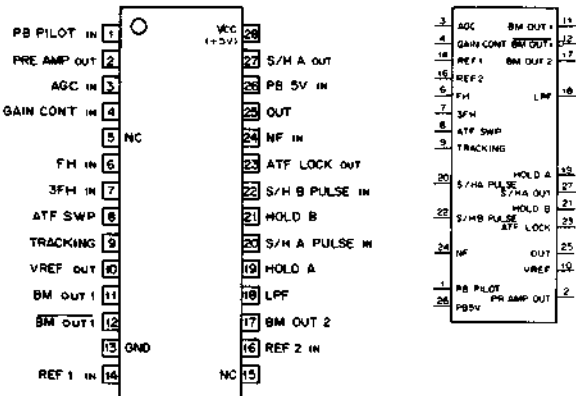 PB PILOT IN 1
PRE AMP OUT 2
AGC IN 3
GAIN CONT IN 4
5 NC
FH IN 6
3FH IN 7
ATF SWP 8
TRACKING 9
VREF OUT 10
BM OUT 1 11
BM OUT 1 12
13 GND
REF 1 IN 14
VCC 28
(+5V)
27 S/H A OUT
26 PB 5V IN
25 OUT
24 NF IN
23 ATF LOCK OUT
22 S/H B PULSE IN
21 HOLD B
20 S/H A PULSE IN
19 HOLD A
18 LPF
17 BM OUT 2
16 REF 2 IN
NC 15
3 AGC
4 GAIN CONT
14 REF1
16 REF2
6 FH
7 3FH
8 ATF SWP
9 TRACKING
20 S/HA PULSE
22 S/HB PULSE
24 NF
1 PB PILOT
26 PB5V
BM OUT1 11
BM OUT1 12
BM OUT 2 17
LPF 18
HOLD A 19
S/HA OUT 27
HOLD B 21
ATF LOCK 23
OUT 25
VREF 10
PR AMP OUT 2